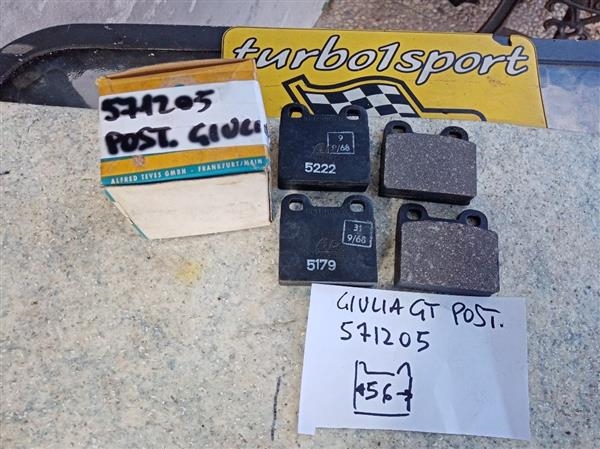 turbo1sport
571205
POST. GIULI
ALFRED TEVES GMBH - FRANKFURT/MAIN
9
9/68
5222
31
9/68
5179
GIULIA GT POST.
571205
56